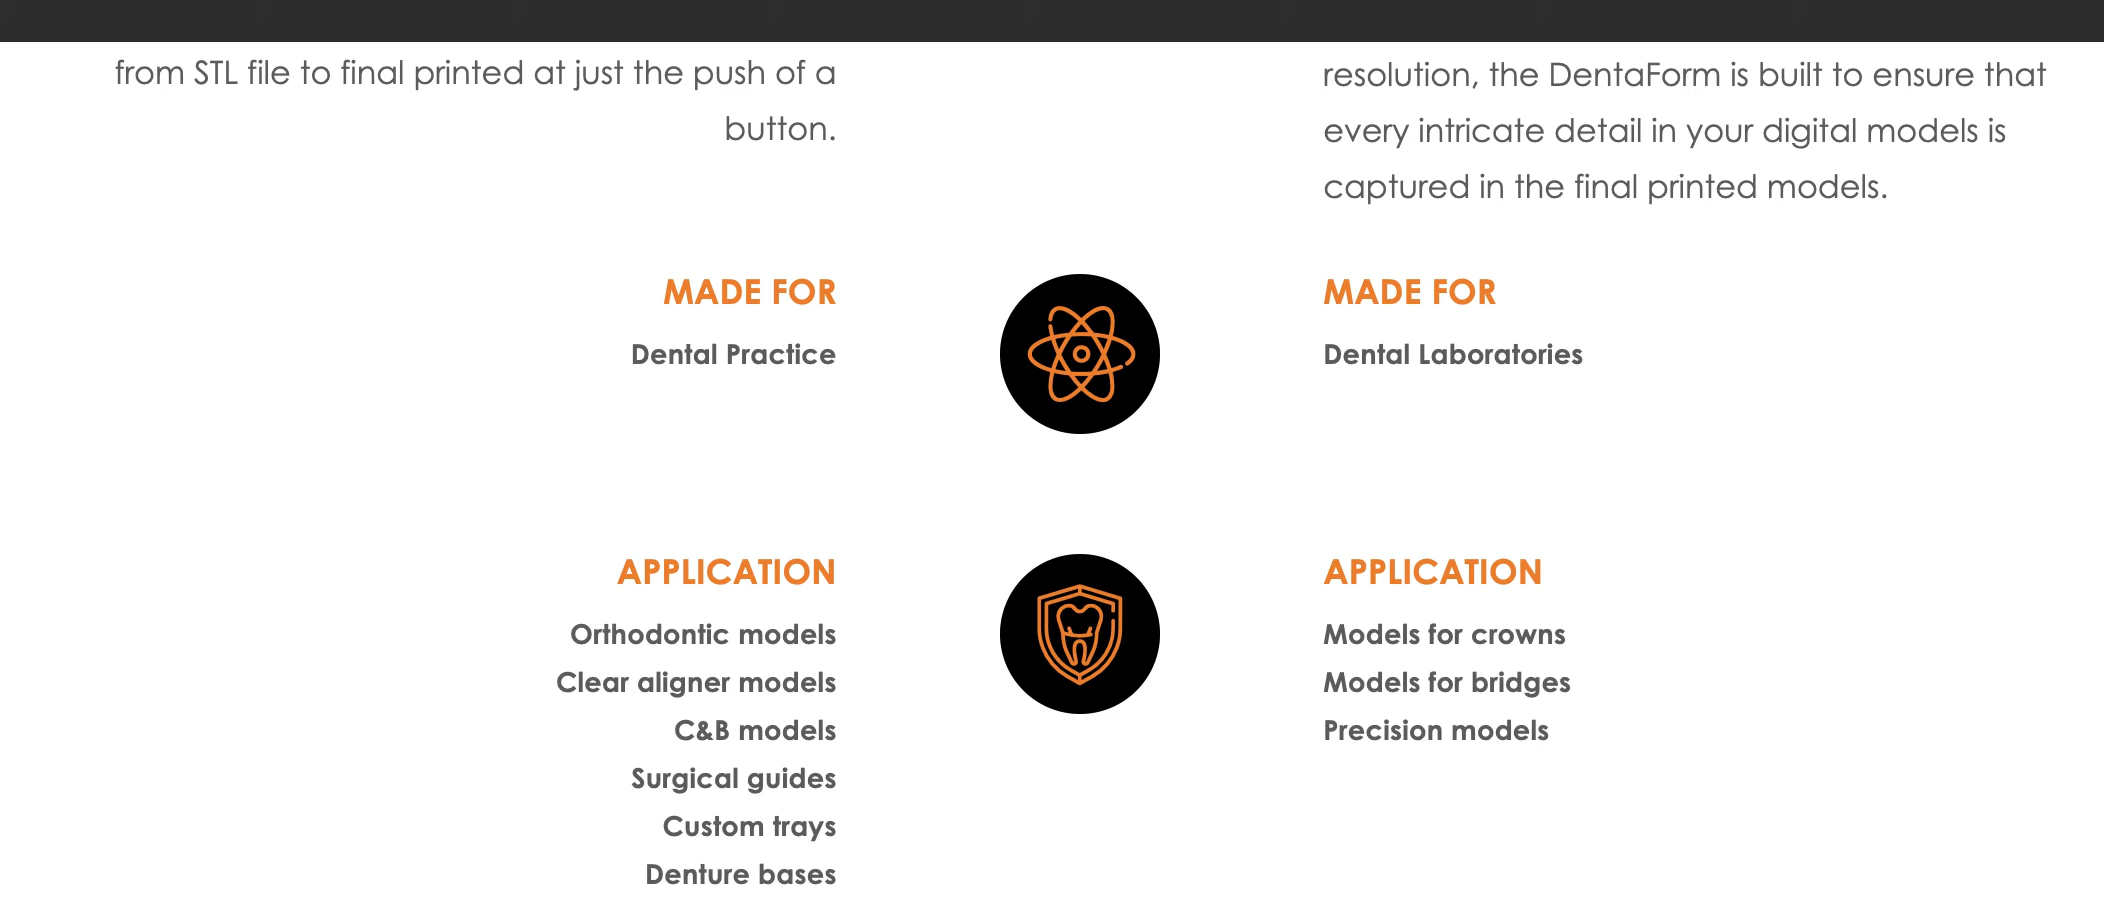 from STL file to final printed at just the push of a
button.
resolution, the DentaForm is built to ensure that
every intricate detail in your digital models is
captured in the final printed models.
MADE FOR
Dental Practice
MADE FOR
Dental Laboratories
APPLICATION
Orthodontic models
Clear aligner models
C&B models
Surgical guides
Custom trays
Denture bases
APPLICATION
Models for crowns
Models for bridges
Precision models